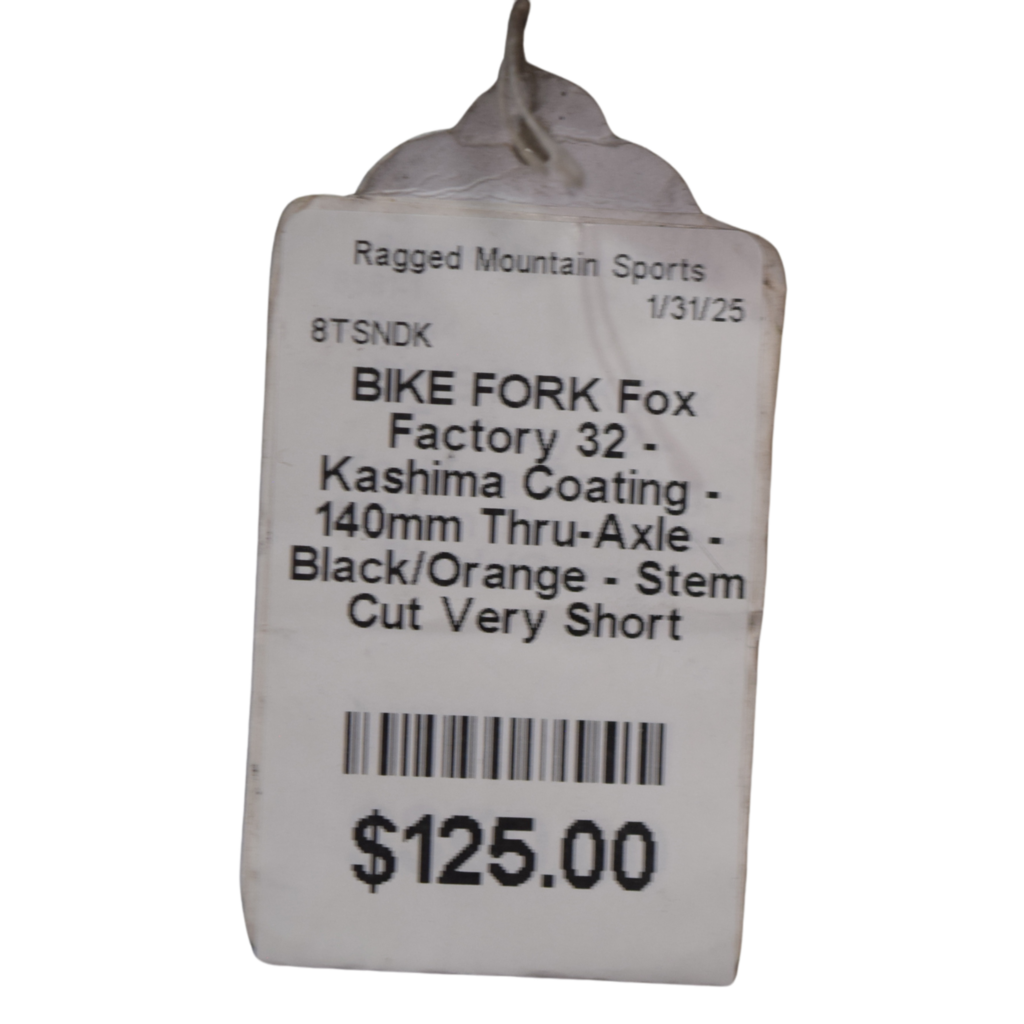 Ragged Mountain Sports
1/31/25
8TSNDK
BIKE FORK Fox
Factory 32 -
Kashima Coating -
140mm Thru-Axle -
Black/Orange - Stem
Cut Very Short
$125.00